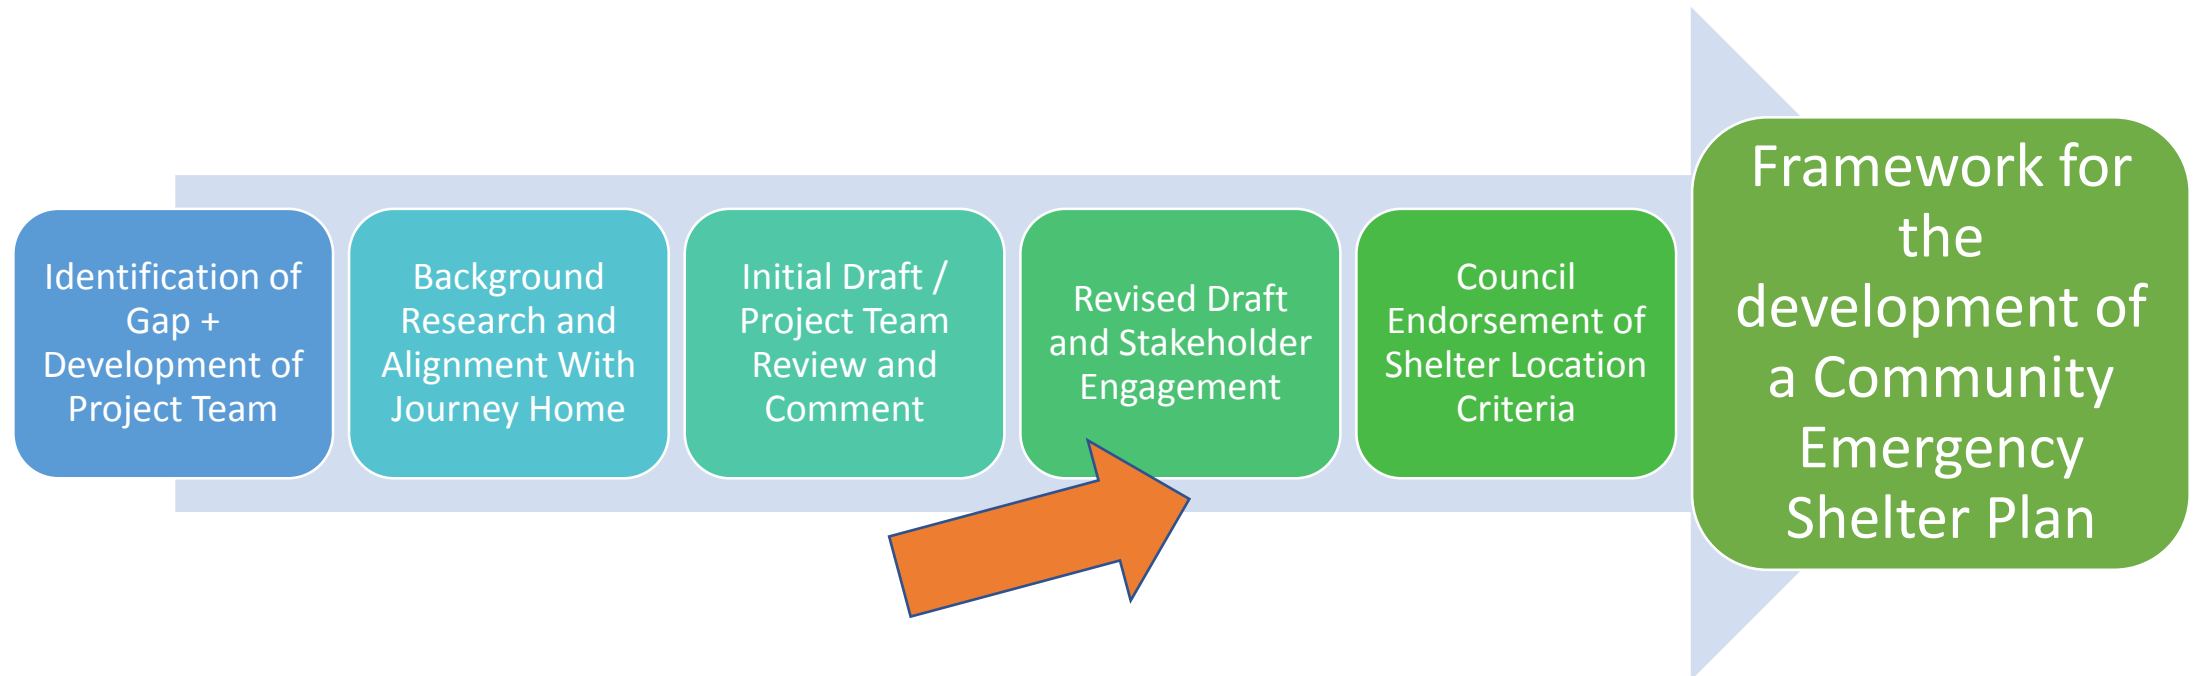 Identification of
Gap +
Development of
Project Team
Background
Research and
Alignment With
Journey Home
Initial Draft /
Project Team
Review and
Comment
Revised Draft
and Stakeholder
Engagement
Council
Endorsement of
Shelter Location
Criteria
Framework for
the
development of
a Community
Emergency
Shelter Plan